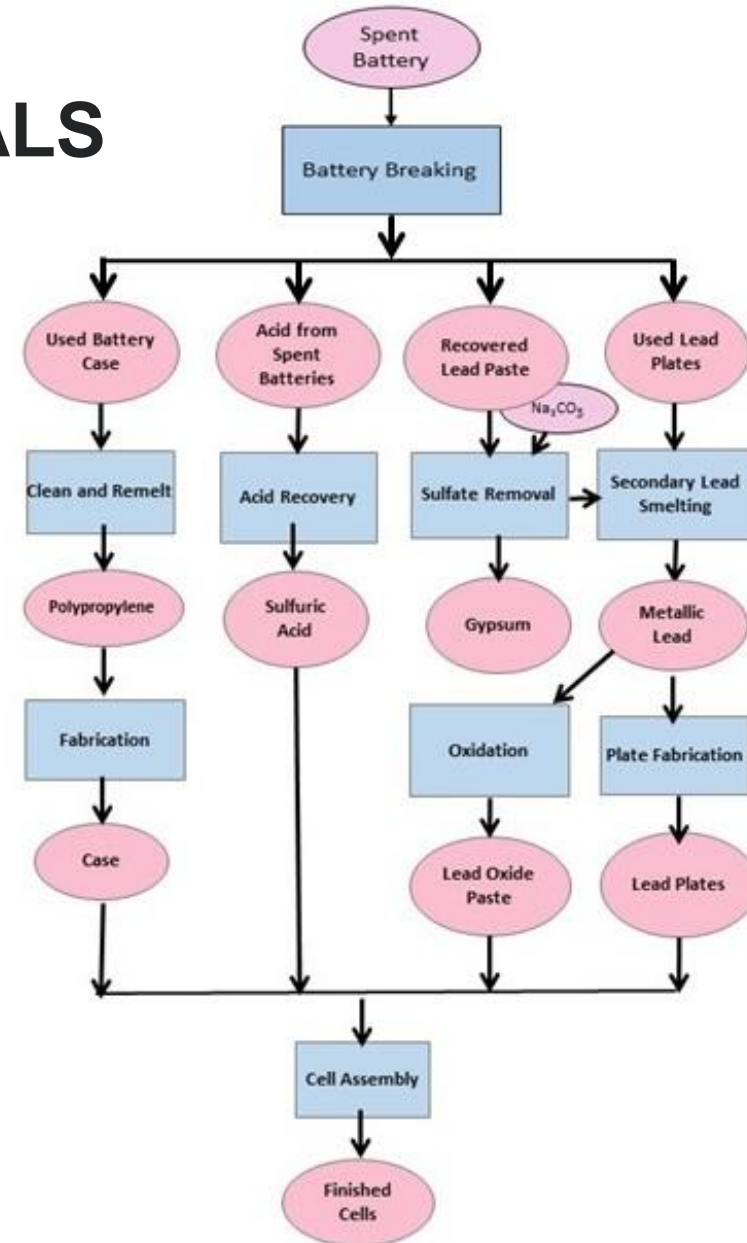 Spent
Battery
ALS
Battery Breaking
Used Battery
Case
Acid from
Spent
Batteries
Recovered
Lead Paste
Used Lead
Plates
Na₂CO₃
Clean and Remelt
Acid Recovery
Sulfate Removal
Secondary Lead
Smelting
Polypropylene
Sulfuric
Acid
Gypsum
Metallic
Lead
Fabrication
Oxidation
Plate Fabrication
Case
Lead Oxide
Paste
Lead Plates
Cell Assembly
Finished
Cells